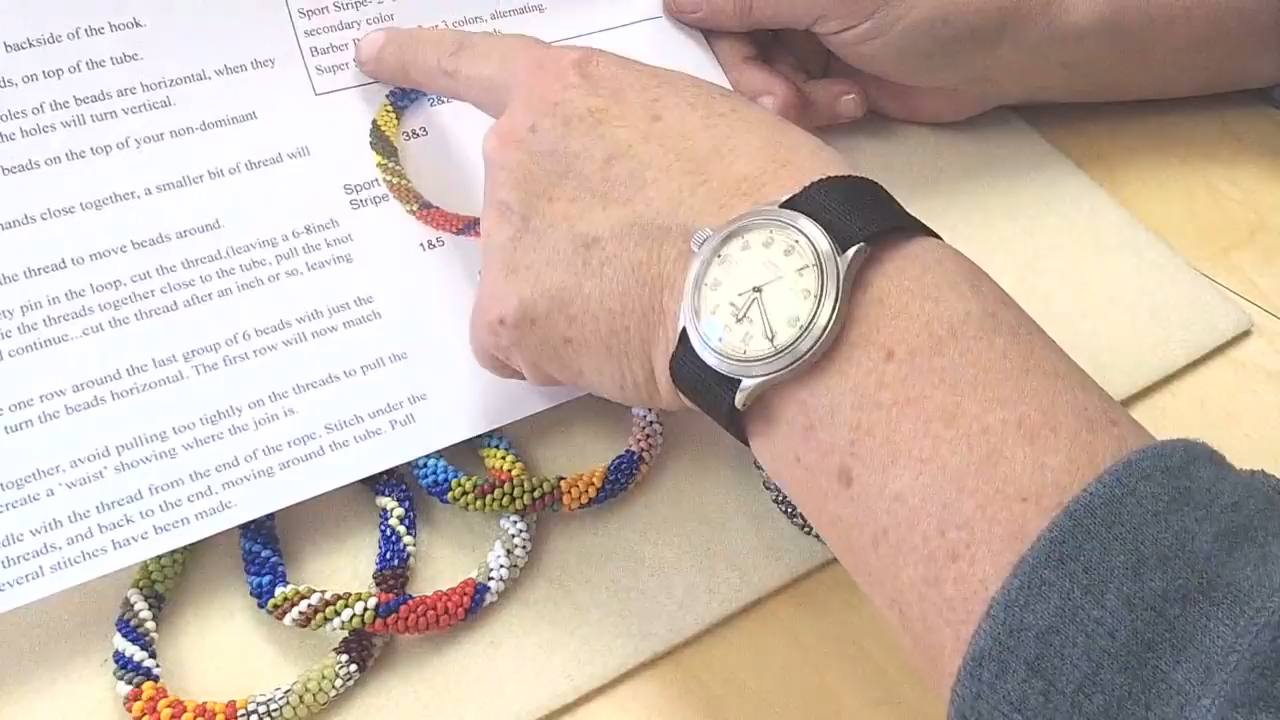 backside of the hook.
ds, on top of the tube.
oles of the beads are horizontal, when they
he holes will turn vertical.
beads on the top of your non-dominant
hands close together, a smaller bit of thread will
the thread to move beads around.
ety pin in the loop, cut the thread,(leaving a 6-8inch
ie the threads together close to the tube, pull the knot
continue...cut the thread after an inch or so, leaving
e one row around the last group of 6 beads with just the
turn the beads horizontal. The first row will now match
together, avoid pulling too tightly on the threads to pull the
create a 'waist' showing where the join is.
dle with the thread from the end of the rope. Stitch under the
threads, and back to the end, moving around the tube. Pull
everal stitches have been made.
Sport Stripe-
secondary color
Barber
or 3 colors, alternating.
Super
2&2
3&3
Sport
Stripe
1&5